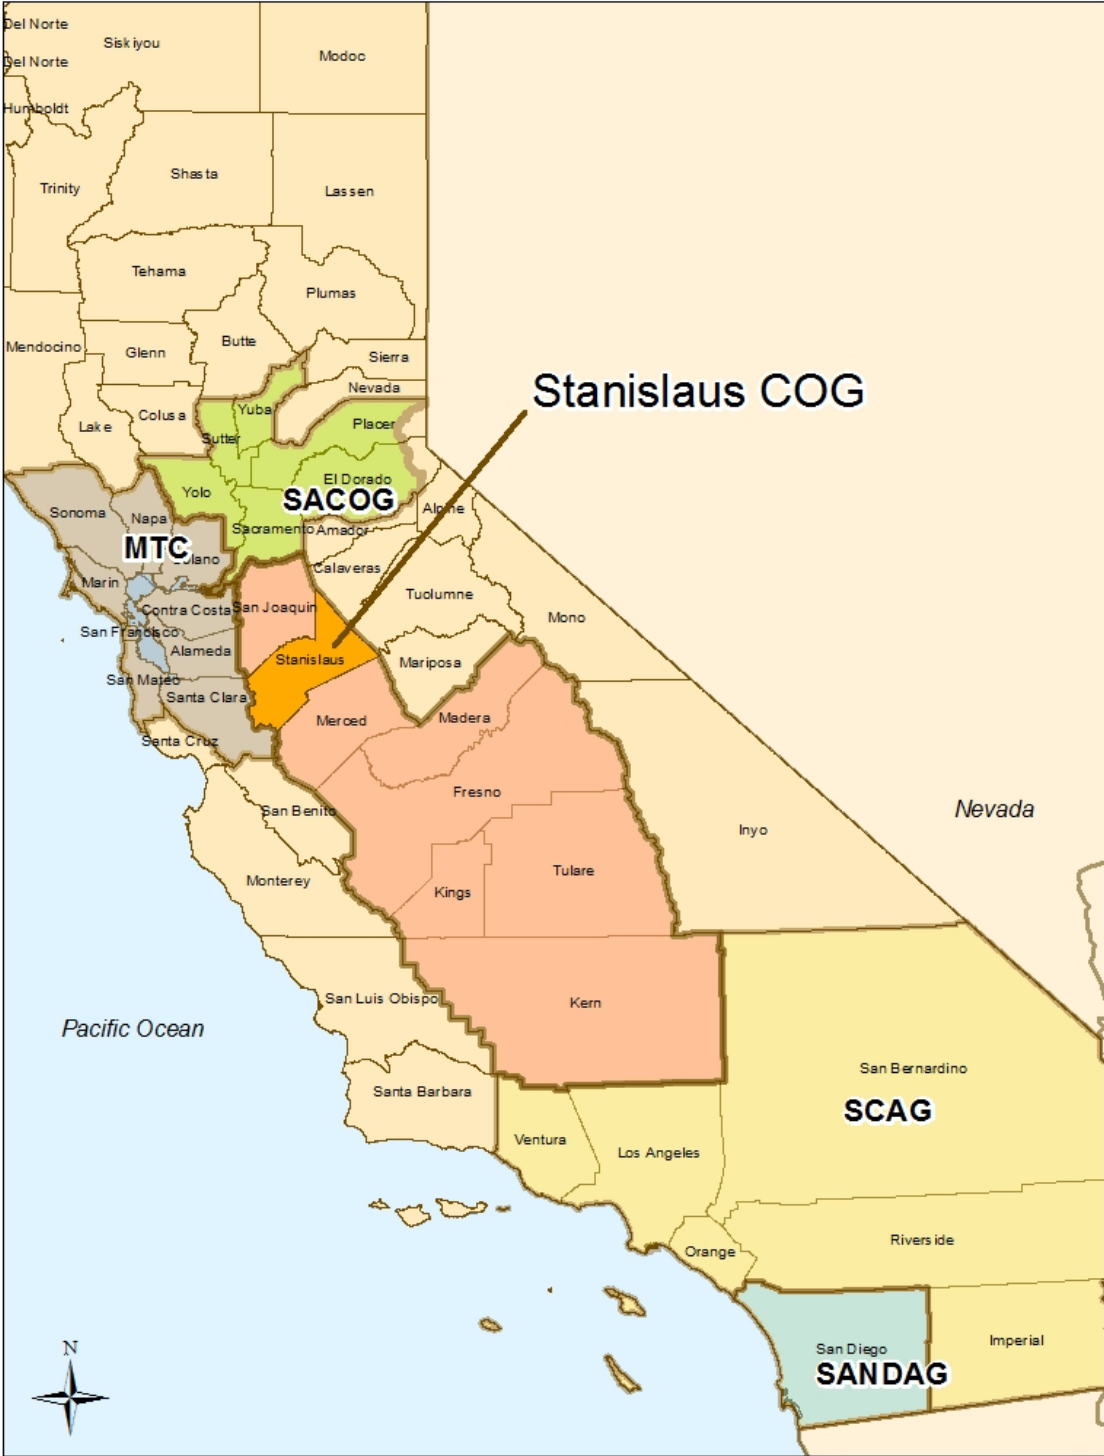 Del Norte
Siskiyou
Modoc
Del Norte
Humboldt
Shasta
Trinity
Lassen
Tehama
Plumas
Butte
Mendocino
Glenn
Sierra
Nevada
Stanislaus COG
Yuba
Colusa
Placer
Lake
Sutter
El Dorado
Yolo
SACOG
Alpine
Sonoma
Napa
Sacramento
Amador
MTC
Solano
Calaveras
Marin
Tuolumne
Contra Costa
San Joaquin
Mono
San Francisco
Alameda
Stanislaus
Mariposa
San Mateo
Santa Clara
Merced
Madera
Santa Cruz
Fresno
San Benito
Nevada
Inyo
Tulare
Monterey
Kings
San Luis Obispo
Kern
Pacific Ocean
San Bernardino
Santa Barbara
SCAG
Ventura
Los Angeles
Riverside
Orange
San Diego
Imperial
N
SANDAG